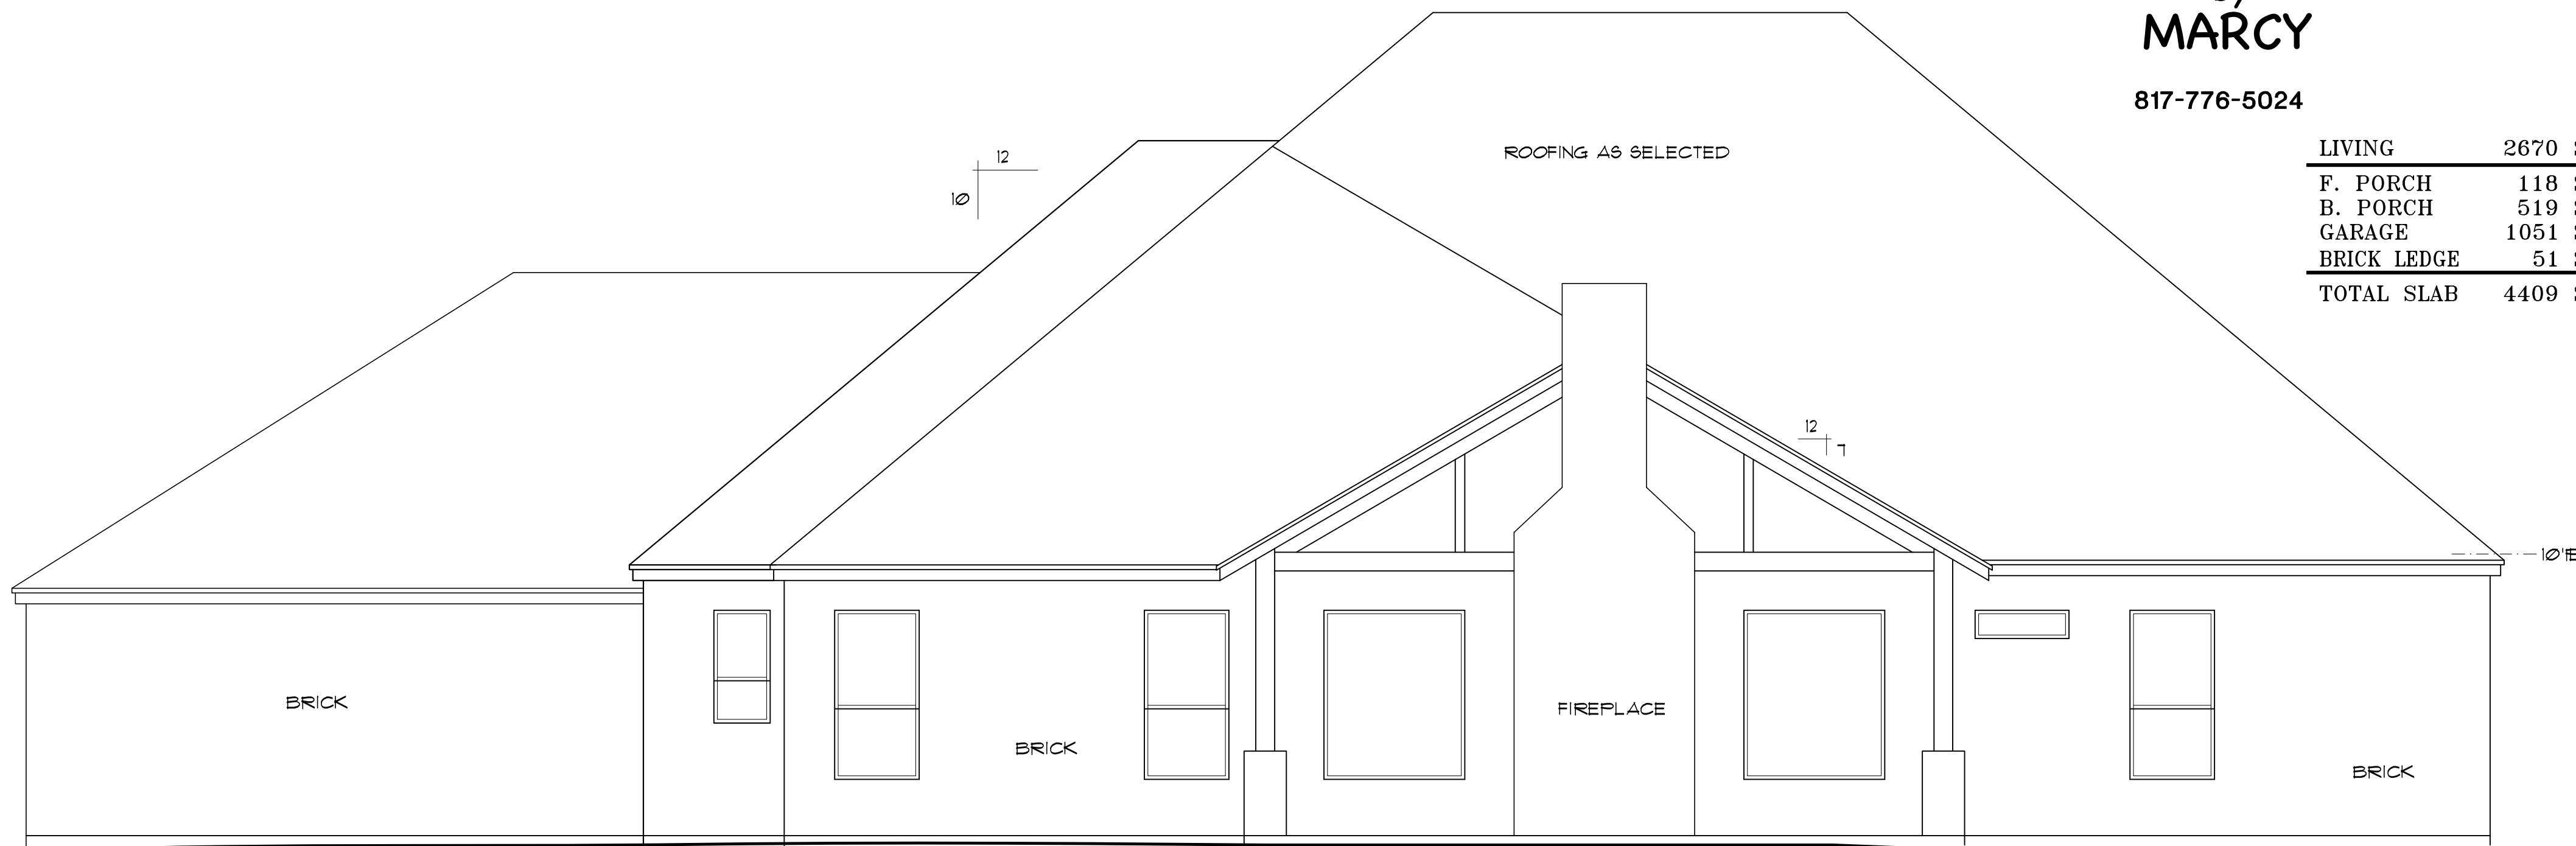 MARCY
817-776-5024
LIVING 2670
F. PORCH 118
B. PORCH 519
GARAGE 1051
BRICK LEDGE 51
TOTAL SLAB 4409
12
10
ROOFING AS SELECTED
12
7
10'
BRICK
BRICK
FIREPLACE
BRICK